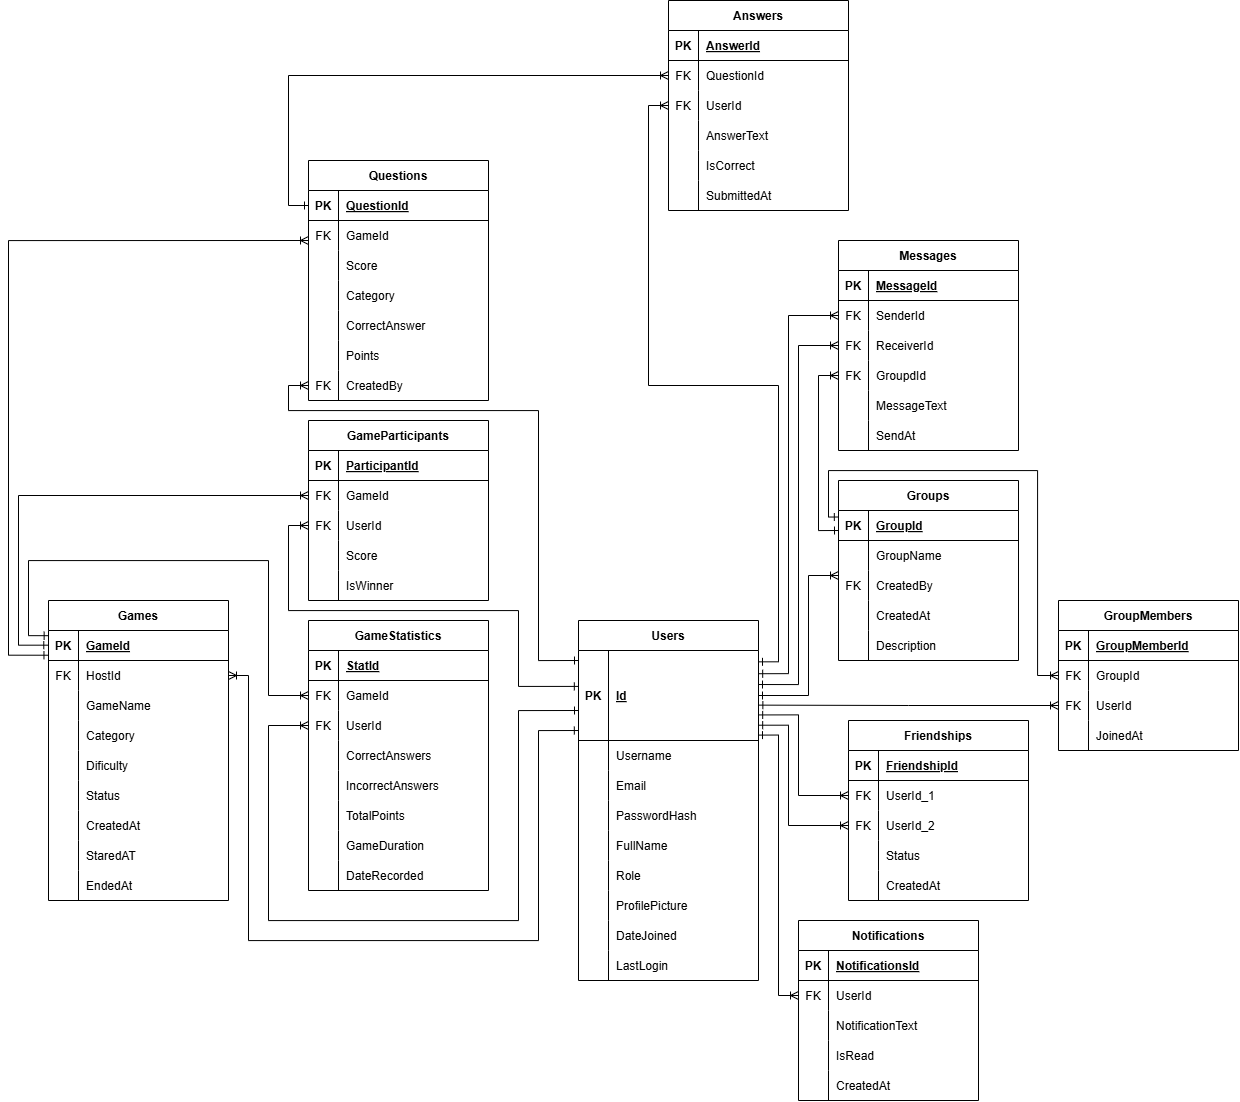 Answers
PK AnswerId
FK QuestionId
FK UserId
AnswerText
IsCorrect
SubmittedAt
Questions
PK QuestionId
FK GameId
Score
Category
CorrectAnswer
Points
FK CreatedBy
Messages
PK MessageId
FK SenderId
FK ReceiverId
FK GroupdId
MessageText
SendAt
GameParticipants
PK ParticipantId
FK GameId
FK UserId
Score
IsWinner
Groups
PK GroupId
GroupName
FK CreatedBy
CreatedAt
Description
Games
PK GameId
FK HostId
GameName
Category
Dificulty
Status
CreatedAt
StaredAT
EndedAt
GameStatistics
PK StatId
FK GameId
FK UserId
CorrectAnswers
IncorrectAnswers
TotalPoints
GameDuration
DateRecorded
Users
PK Id
Username
Email
PasswordHash
FullName
Role
ProfilePicture
DateJoined
LastLogin
GroupMembers
PK GroupMemberId
FK GroupId
FK UserId
JoinedAt
Friendships
PK FriendshipId
FK UserId_1
FK UserId_2
Status
CreatedAt
Notifications
PK NotificationsId
FK UserId
NotificationText
IsRead
CreatedAt